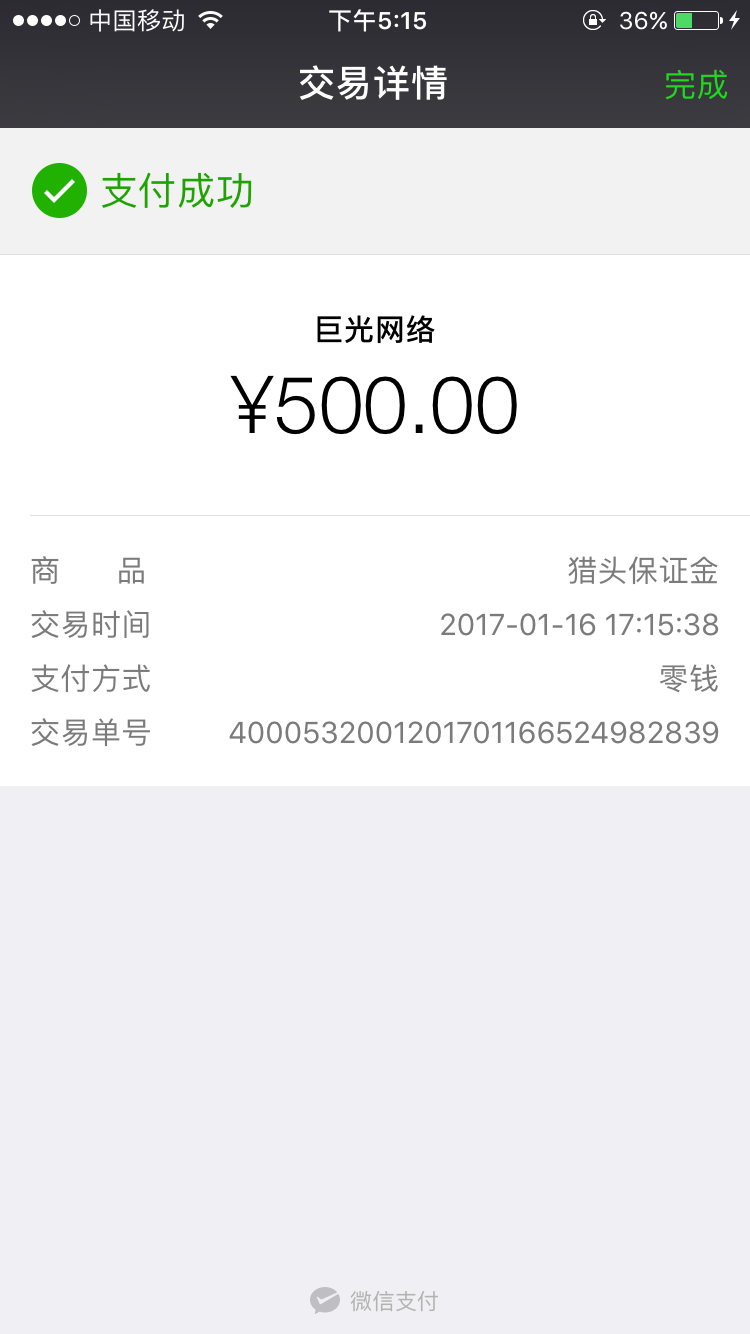 中国移动 下午5:15 36%
交易详情 完成
支付成功
巨光网络
¥500.00
商 品 猎头保证金
交易时间 2017-01-16 17:15:38
支付方式 零钱
交易单号 4000532001201701166524982839
微信支付